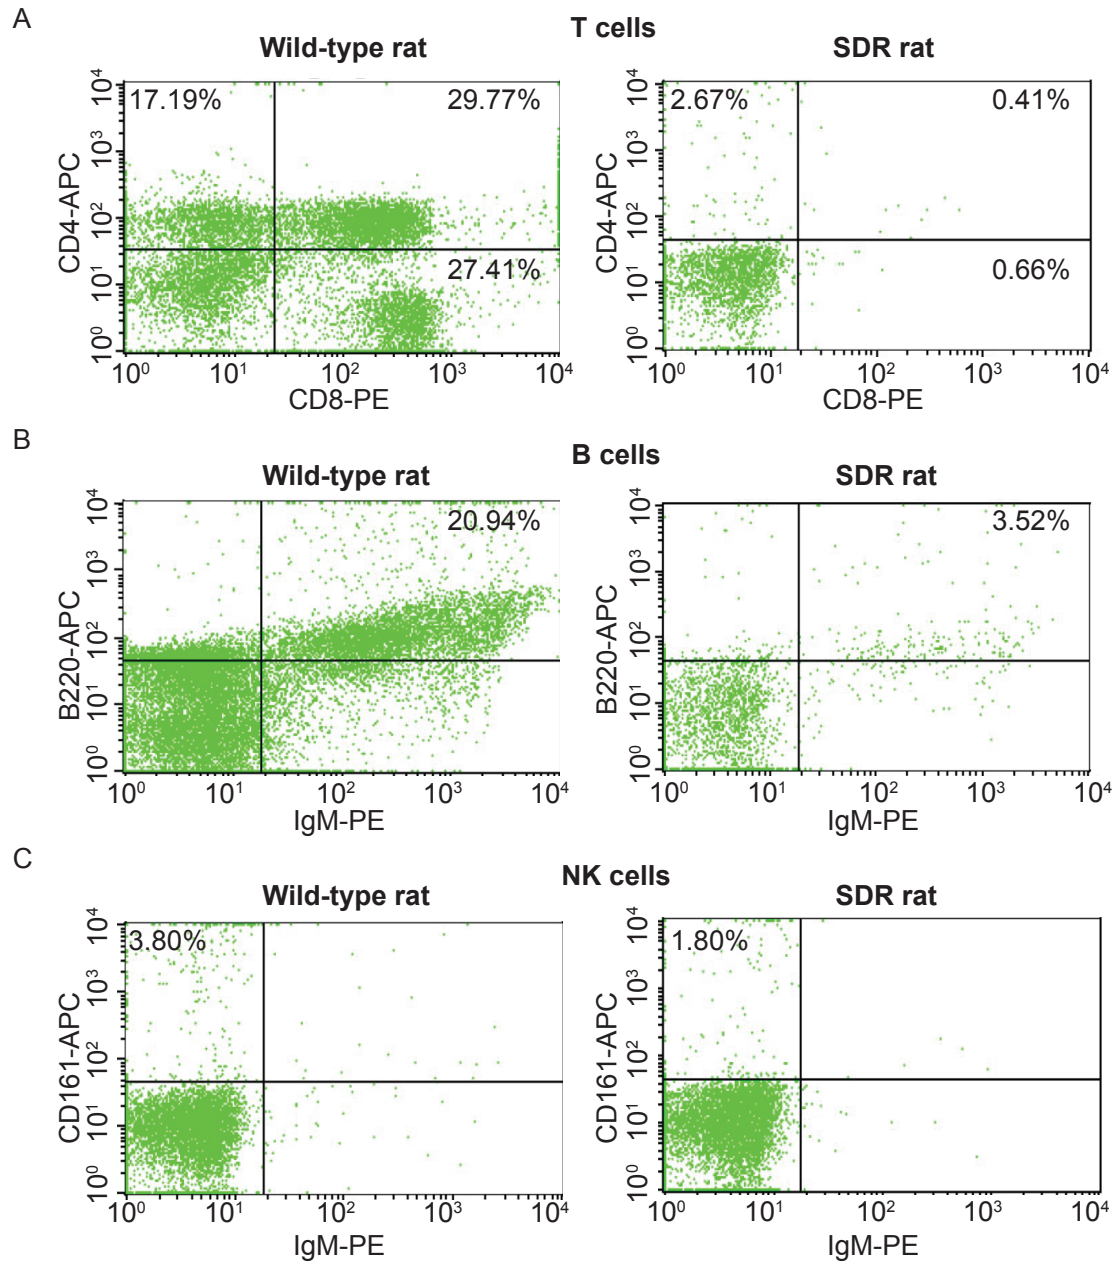 A
T cells
Wild-type rat SDR rat
17.19% 29.77%
27.41%
10⁴
10³
10²
10¹
10⁰
CD4-APC
10⁰ 10¹ 10² 10³ 10⁴
CD8-PE
2.67% 0.41%
0.66%
10⁴
10³
10²
10¹
10⁰
CD4-APC
10⁰ 10¹ 10² 10³ 10⁴
CD8-PE
B
B cells
Wild-type rat SDR rat
20.94%
10⁴
10³
10²
10¹
10⁰
B220-APC
10⁰ 10¹ 10² 10³ 10⁴
IgM-PE
3.52%
10⁴
10³
10²
10¹
10⁰
B220-APC
10⁰ 10¹ 10² 10³ 10⁴
IgM-PE
C
NK cells
Wild-type rat SDR rat
3.80%
10⁴
10³
10²
10¹
10⁰
CD161-APC
10⁰ 10¹ 10² 10³ 10⁴
IgM-PE
1.80%
10⁴
10³
10²
10¹
10⁰
CD161-APC
10⁰ 10¹ 10² 10³ 10⁴
IgM-PE